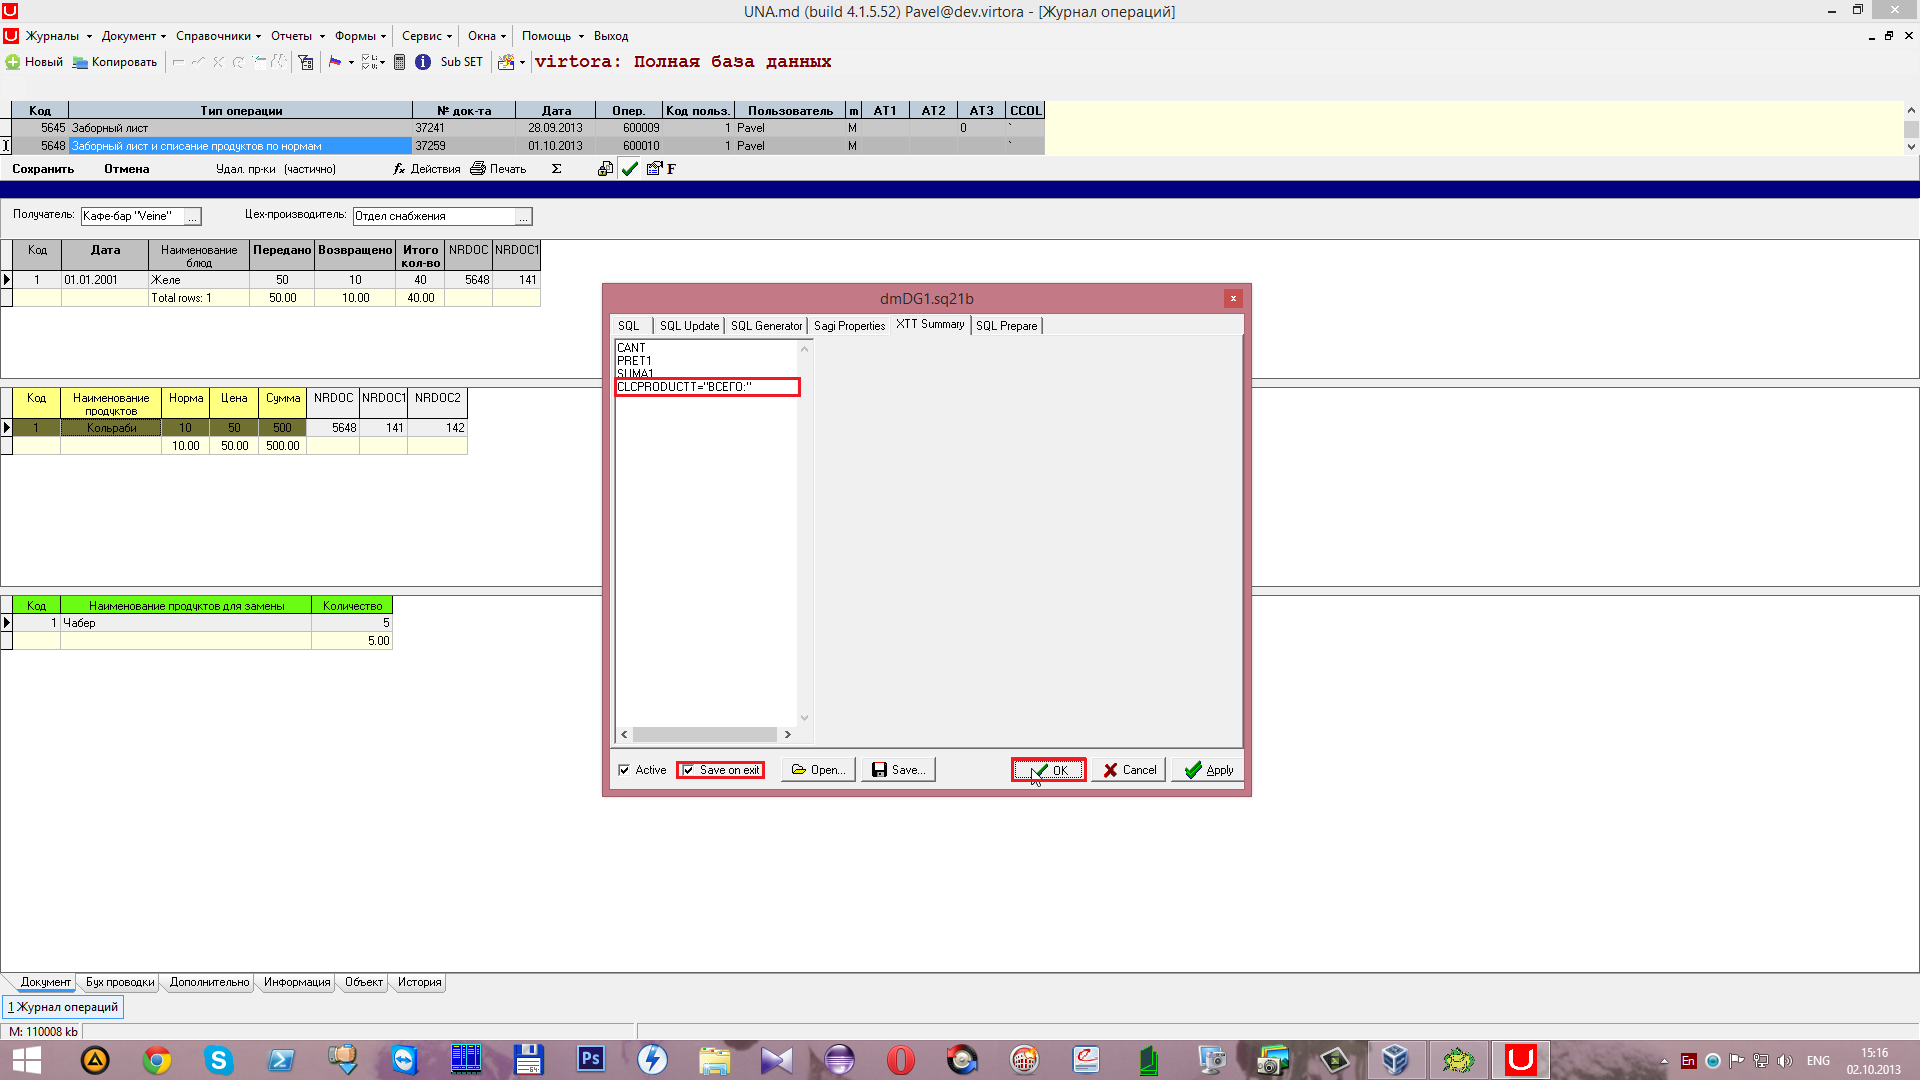 UNA.md (build 4.1.5.52) Pavel@dev.virtora - [Журнал операций]
Журналы Документ Справочники Отчеты Формы Сервис Окна Помощь Выход
Новый Копировать Sub SET virtora: Полная база данных
Код Тип операции № док-та Дата Опер. Код польз. Пользователь m AT1 AT2 AT3 CCOL
5645 Заборный лист 37241 28.09.2013 600009 1 Pavel M 0 `
5648 Заборный лист и списание продуктов по нормам 37259 01.10.2013 600010 1 Pavel M `
Сохранить Отмена Удал. пр-ки (частично) fx Действия Печать Σ F
Получатель: Кафе-бар "Veine" ... Цех-производитель: Отдел снабжения ...
Код Дата Наименование блюд Передано Возвращено Итого кол-во NRDOC NRDOC1
1 01.01.2001 Желе 50 10 40 5648 141
Total rows: 1 50.00 10.00 40.00
Код Наименование продуктов Норма Цена Сумма NRDOC NRDOC1 NRDOC2
1 Кольраби 10 50 500 5648 141 142
10.00 50.00 500.00
Код Наименование продуктов для замены Количество
1 Чабер 5
5.00
dmDG1.sq21b
SQL SQL Update SQL Generator Sagi Properties XTT Summary SQL Prepare
CANT
PRET1
SUMA1
CLCPRODUCTT="ВСЕГО:"
Active Save on exit Open... Save... OK Cancel Apply
Документ Бух проводки Дополнительно Информация Объект История
1 Журнал операций
M: 110008 kb
Ps En ENG 15:16
02.10.2013